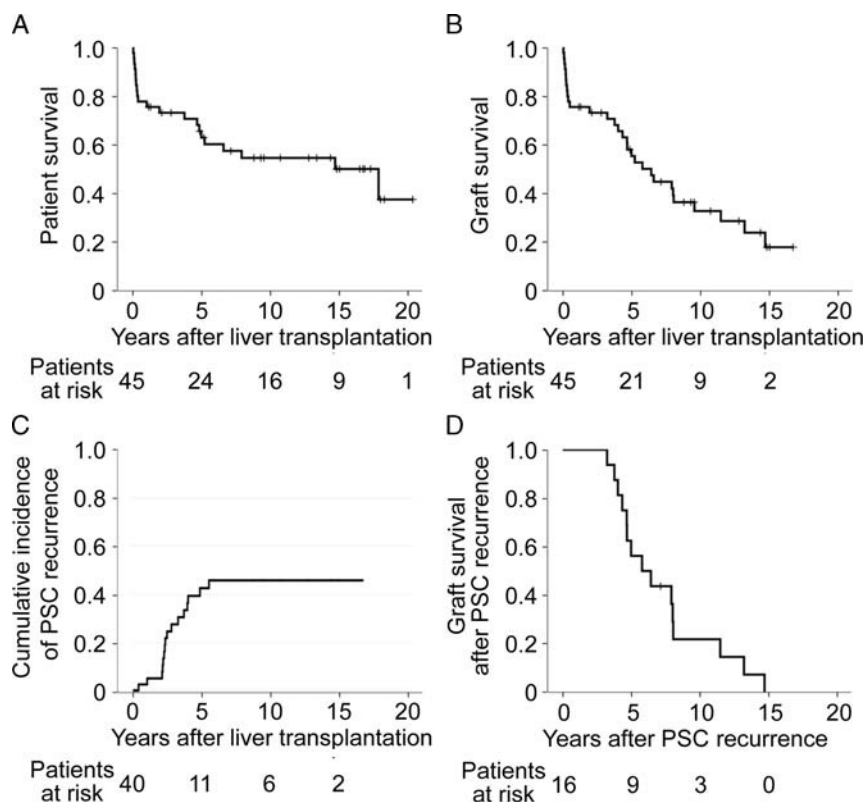 A
Patient survival
1.0
0.8
0.6
0.4
0.2
0
0 5 10 15 20
Years after liver transplantation
Patients at risk 45 24 16 9 1
B
Graft survival
1.0
0.8
0.6
0.4
0.2
0
0 5 10 15 20
Years after liver transplantation
Patients at risk 45 21 9 2
C
Cumulative incidence
of PSC recurrence
1.0
0.8
0.6
0.4
0.2
0
0 5 10 15 20
Years after liver transplantation
Patients at risk 40 11 6 2
D
Graft survival
after PSC recurrence
1.0
0.8
0.6
0.4
0.2
0
0 5 10 15 20
Years after PSC recurrence
Patients at risk 16 9 3 0